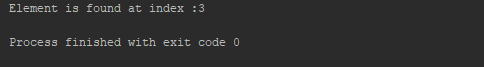 Element is found at index :3
Process finished with exit code 0